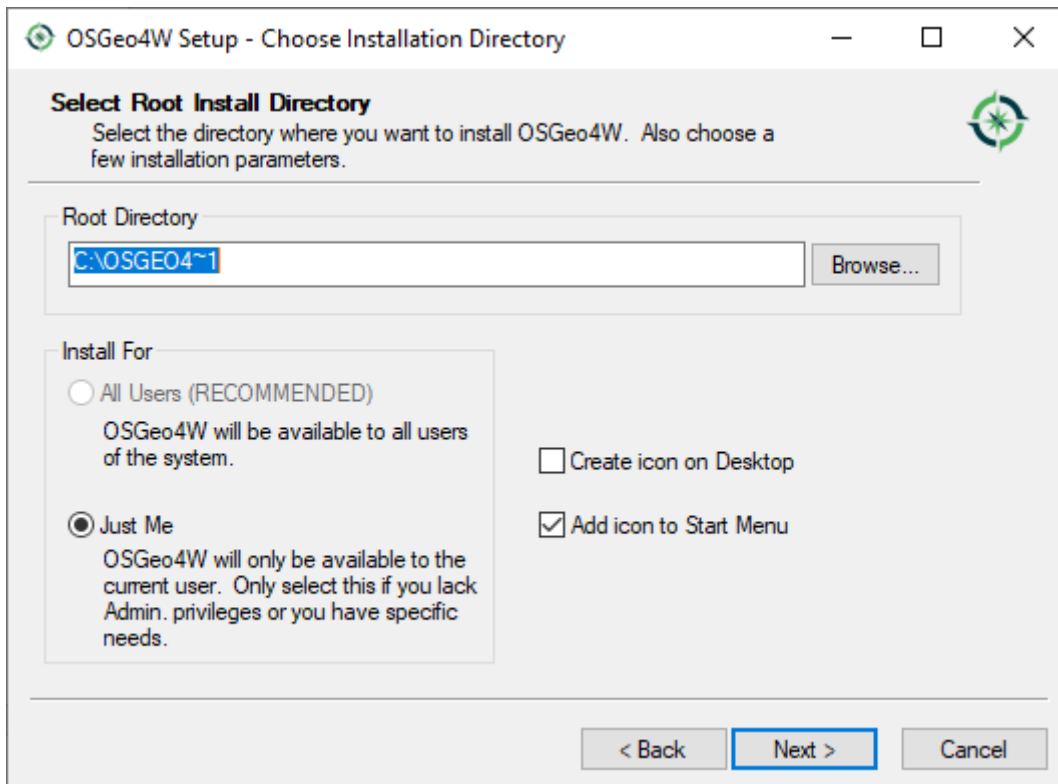 OSGeo4W Setup - Choose Installation Directory
Select Root Install Directory
Select the directory where you want to install OSGeo4W.  Also choose a
few installation parameters.
Root Directory
C:\OSGEO4~1
Browse...
Install For
All Users (RECOMMENDED)
OSGeo4W will be available to all users
of the system.
Create icon on Desktop
Just Me
Add icon to Start Menu
OSGeo4W will only be available to the
current user.  Only select this if you lack
Admin. privileges or you have specific
needs.
< Back
Next >
Cancel